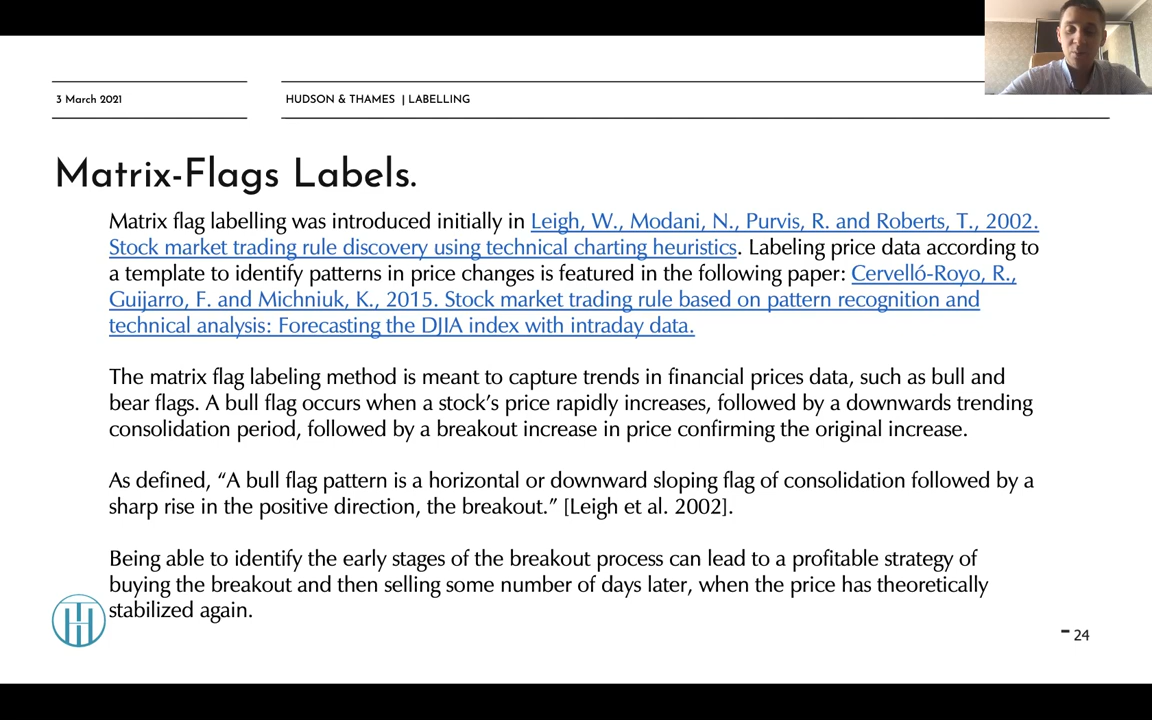 3 March 2021
HUDSON & THAMES | LABELLING
Matrix-Flags Labels.
Matrix flag labelling was introduced initially in Leigh, W., Modani, N., Purvis, R. and Roberts, T., 2002.
Stock market trading rule discovery using technical charting heuristics. Labeling price data according to
a template to identify patterns in price changes is featured in the following paper: Cervelló-Royo, R.,
Guijarro, F. and Michniuk, K., 2015. Stock market trading rule based on pattern recognition and
technical analysis: Forecasting the DJIA index with intraday data.
The matrix flag labeling method is meant to capture trends in financial prices data, such as bull and
bear flags. A bull flag occurs when a stock’s price rapidly increases, followed by a downwards trending
consolidation period, followed by a breakout increase in price confirming the original increase.
As defined, “A bull flag pattern is a horizontal or downward sloping flag of consolidation followed by a
sharp rise in the positive direction, the breakout.” [Leigh et al. 2002].
Being able to identify the early stages of the breakout process can lead to a profitable strategy of
buying the breakout and then selling some number of days later, when the price has theoretically
stabilized again.
- 24